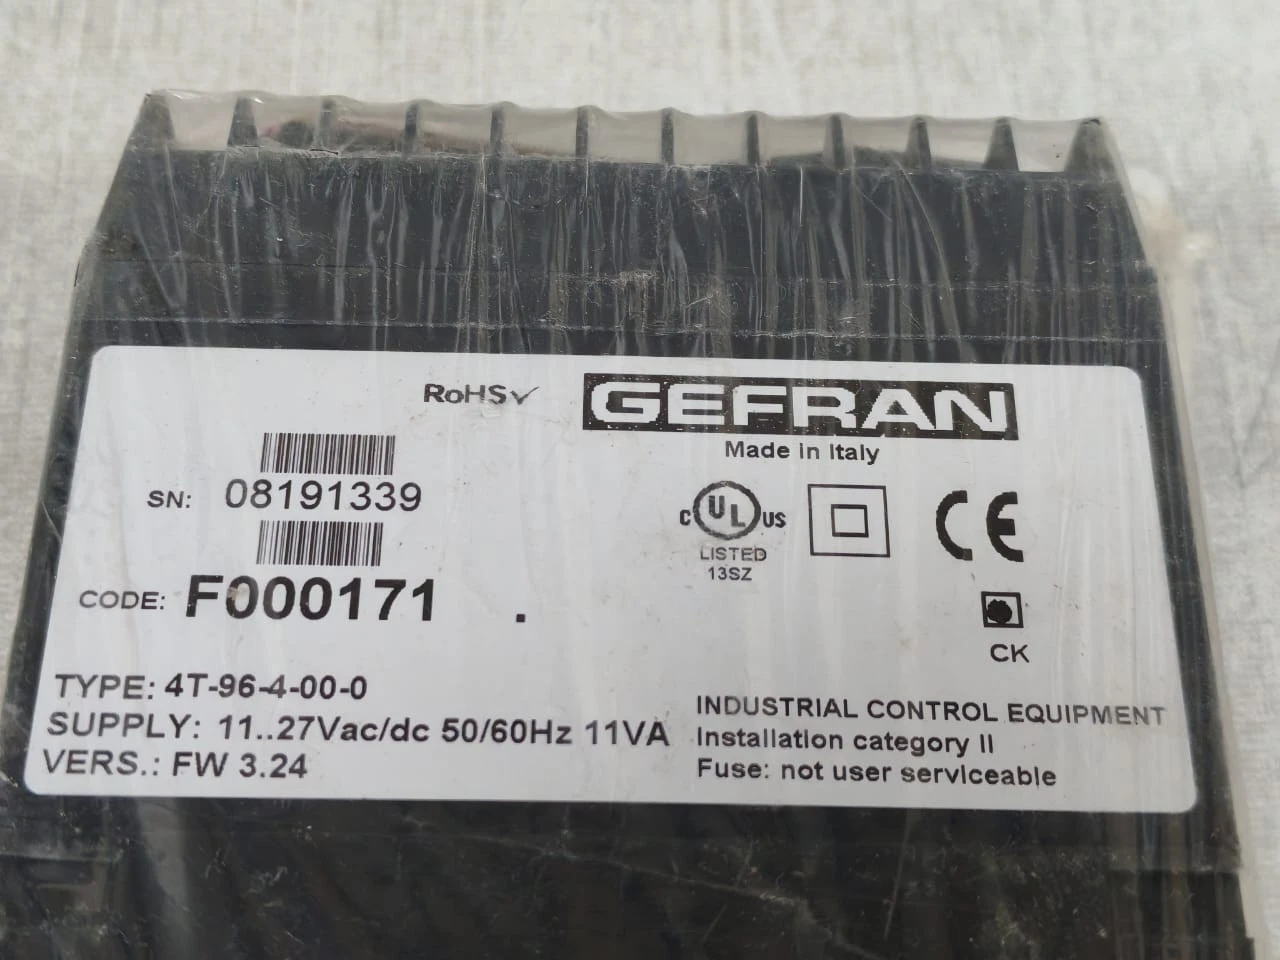 RoHS✓
GEFRAN
Made in Italy
SN: 08191339
C UL US
LISTED
13SZ
CE
CODE: F000171 .
CK
TYPE: 4T-96-4-00-0
SUPPLY: 11..27Vac/dc 50/60Hz 11VA
VERS.: FW 3.24
INDUSTRIAL CONTROL EQUIPMENT
Installation category II
Fuse: not user serviceable